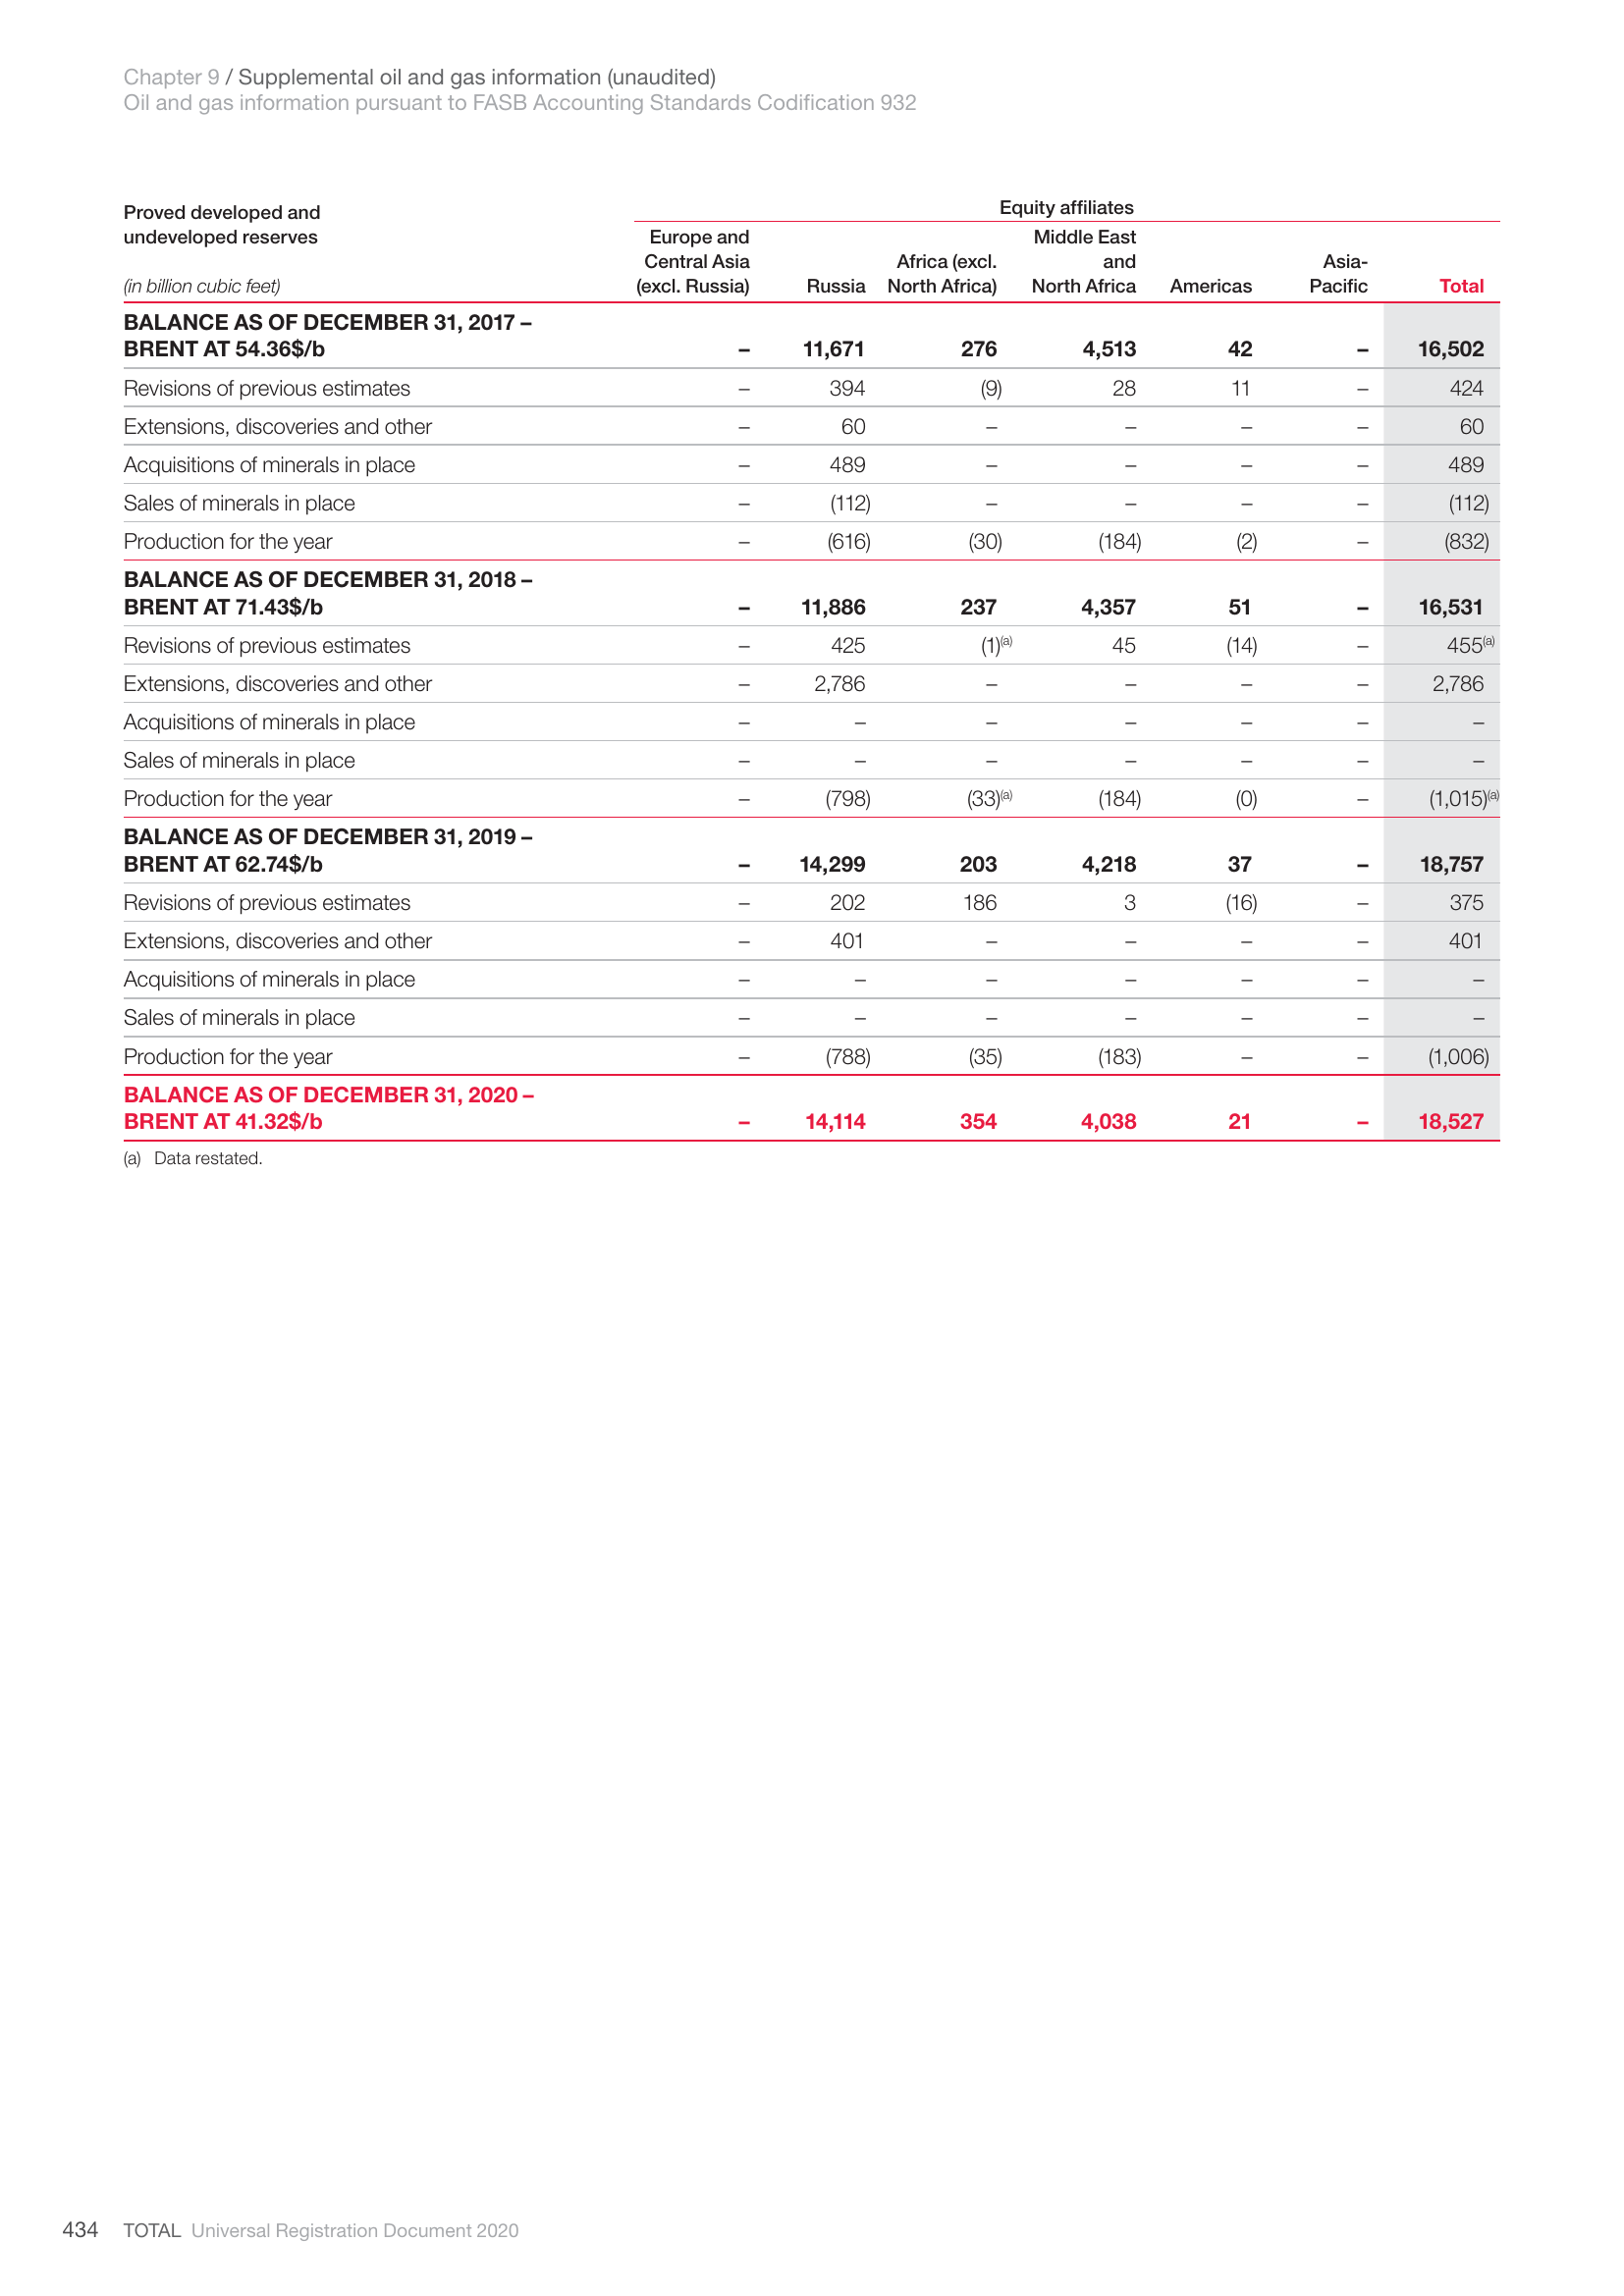 Chapter 9 / Supplemental oil and gas information (unaudited)
Oil and gas information pursuant to FASB Accounting Standards Codification 932
Proved developed and undeveloped reserves
(in billion cubic feet)
Equity affiliates
Europe and Central Asia (excl. Russia) Russia Africa (excl. North Africa) Middle East and North Africa Americas Asia-Pacific Total
BALANCE AS OF DECEMBER 31, 2017 –
BRENT AT 54.36$/b – 11,671 276 4,513 42 – 16,502
Revisions of previous estimates – 394 (9) 28 11 – 424
Extensions, discoveries and other – 60 – – – – 60
Acquisitions of minerals in place – 489 – – – – 489
Sales of minerals in place – (112) – – – – (112)
Production for the year – (616) (30) (184) (2) – (832)
BALANCE AS OF DECEMBER 31, 2018 –
BRENT AT 71.43$/b – 11,886 237 4,357 51 – 16,531
Revisions of previous estimates – 425 (1)(a) 45 (14) – 455(a)
Extensions, discoveries and other – 2,786 – – – – 2,786
Acquisitions of minerals in place – – – – – – –
Sales of minerals in place – – – – – – –
Production for the year – (798) (33)(a) (184) (0) – (1,015)(a)
BALANCE AS OF DECEMBER 31, 2019 –
BRENT AT 62.74$/b – 14,299 203 4,218 37 – 18,757
Revisions of previous estimates – 202 186 3 (16) – 375
Extensions, discoveries and other – 401 – – – – 401
Acquisitions of minerals in place – – – – – – –
Sales of minerals in place – – – – – – –
Production for the year – (788) (35) (183) – – (1,006)
BALANCE AS OF DECEMBER 31, 2020 –
BRENT AT 41.32$/b – 14,114 354 4,038 21 – 18,527
(a) Data restated.
434 TOTAL Universal Registration Document 2020